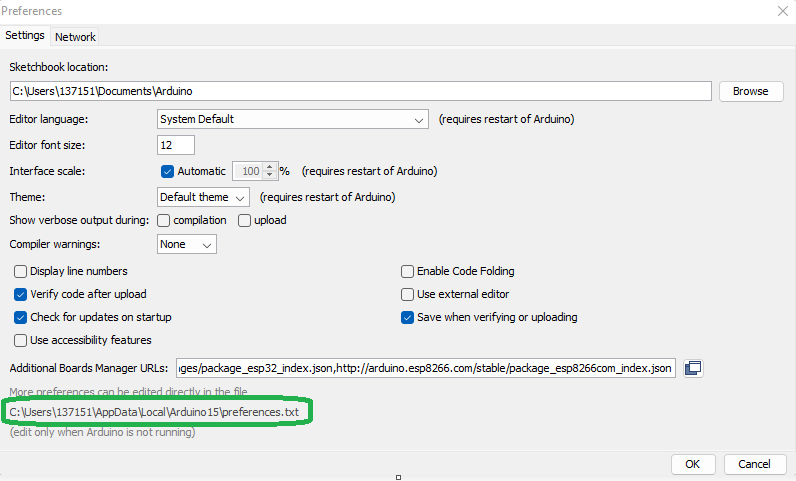 Preferences
Settings Network
Sketchbook location:
C:\Users\137151\Documents\Arduino Browse
Editor language: System Default (requires restart of Arduino)
Editor font size: 12
Interface scale: Automatic 100 % (requires restart of Arduino)
Theme: Default theme (requires restart of Arduino)
Show verbose output during: compilation upload
Compiler warnings: None
Display line numbers Enable Code Folding
Verify code after upload Use external editor
Check for updates on startup Save when verifying or uploading
Use accessibility features
Additional Boards Manager URLs: ges/package_esp32_index.json,http://arduino.esp8266.com/stable/package_esp8266com_index.json
More preferences can be edited directly in the file
C:\Users\137151\AppData\Local\Arduino15\preferences.txt
(edit only when Arduino is not running)
OK Cancel